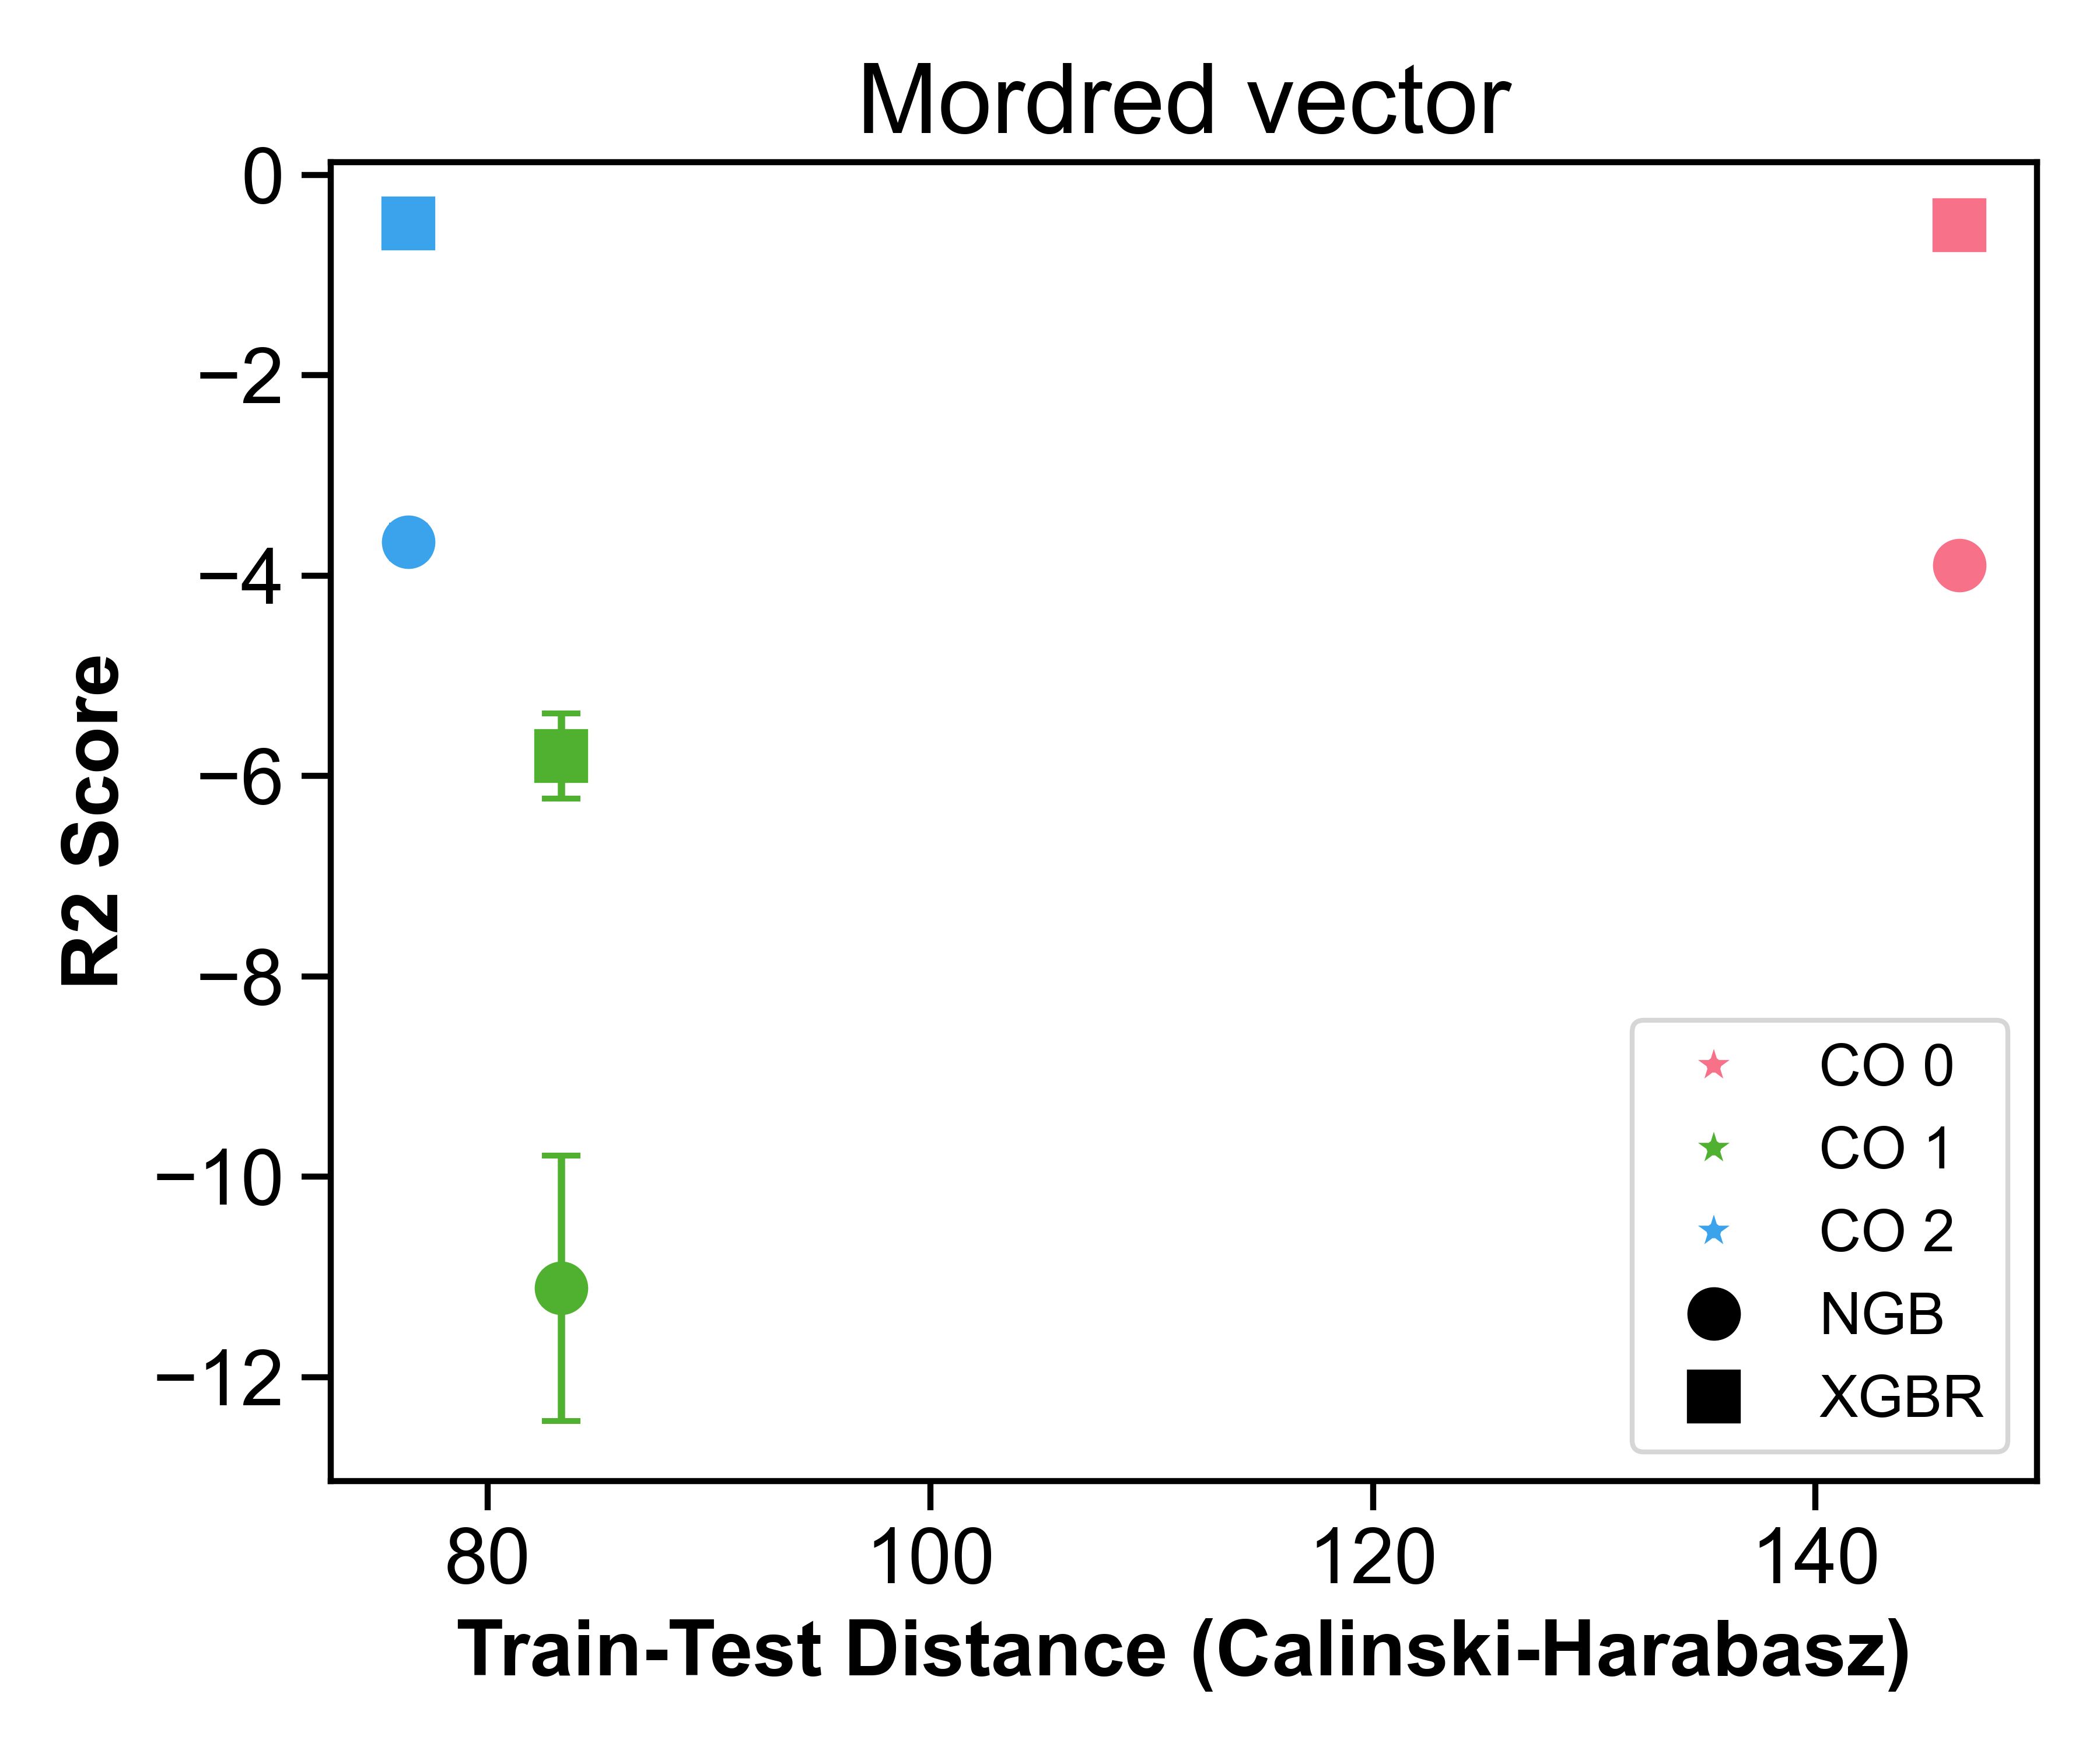 Mordred vector
0
−2
−4
−6
−8
−10
−12
R2 Score
CO 0
CO 1
CO 2
NGB
XGBR
80 100 120 140
Train-Test Distance (Calinski-Harabasz)